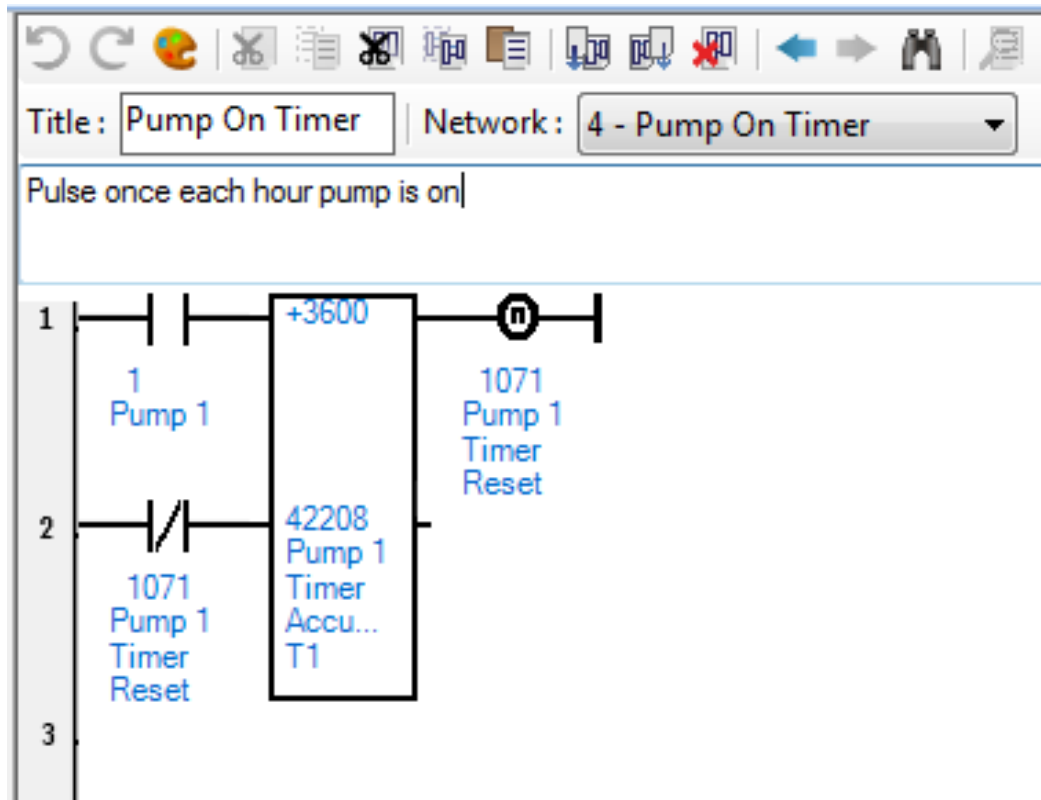 Title : Pump On Timer Network : 4 - Pump On Timer
Pulse once each hour pump is on
1 +3600
1 1071
Pump 1 Pump 1
Timer
Reset
2 42208
Pump 1
1071 Timer
Pump 1 Accu...
Timer T1
Reset
3